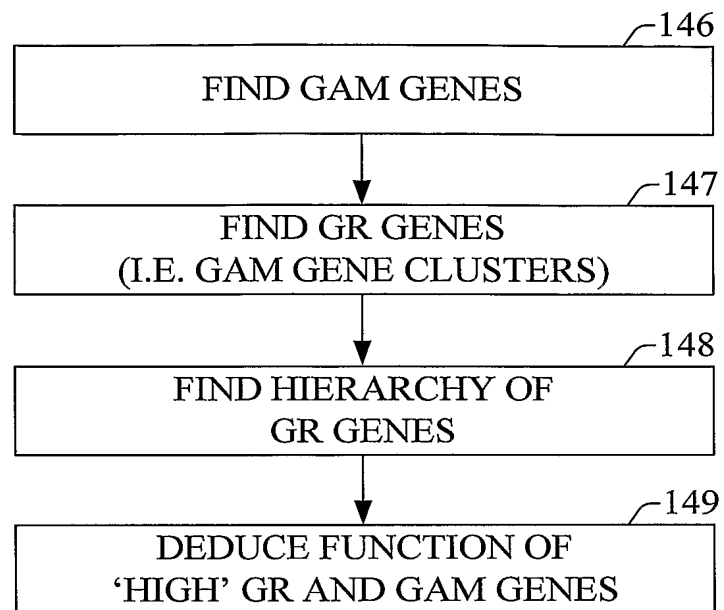 146
FIND GAM GENES
147
FIND GR GENES
(I.E. GAM GENE CLUSTERS)
148
FIND HIERARCHY OF
GR GENES
149
DEDUCE FUNCTION OF
‘HIGH’ GR AND GAM GENES